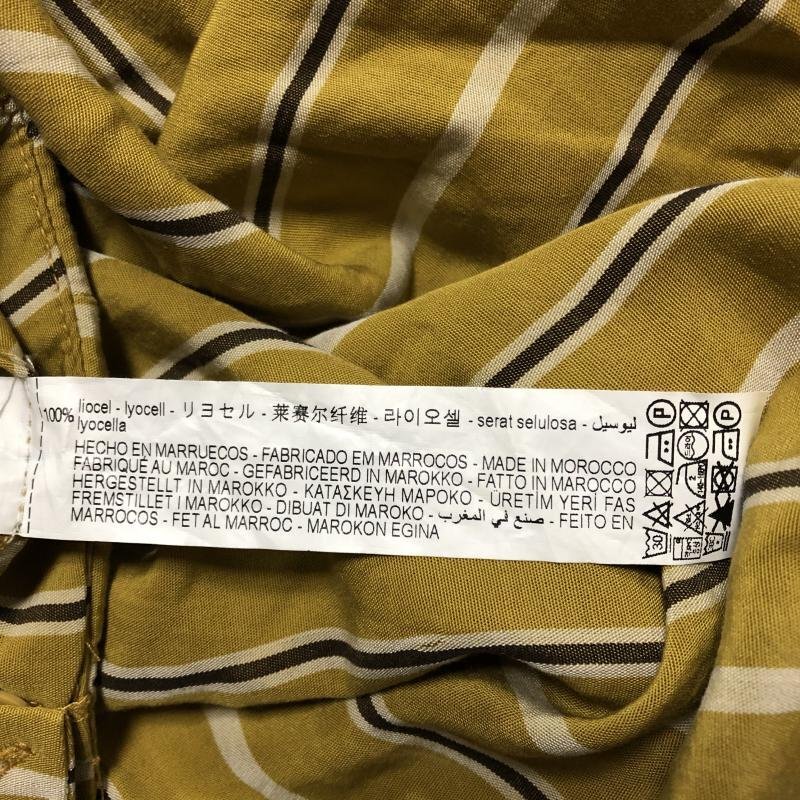 100% liocel - lyocell - リヨセル - 莱赛尔纤维 - 라이오셀 - serat selulosa - ليوسيل
lyocella
HECHO EN MARRUECOS - FABRICADO EM MARROCOS - MADE IN MOROCCO
FABRIQUÉ AU MAROC - GEFABRICEERD IN MAROKKO - FATTO IN MAROCCO
HERGESTELLT IN MAROKKO - ΚΑΤΑΣΚΕΥΗ ΜΑΡΟΚΟ - ÜRETİM YERİ FAS
FREMSTILLET I MAROKKO - DIBUAT DI MAROKO - صنع في المغرب - FEITO EN
MARROCOS - FET AL MARROC - MAROKON EGINA
30
P
P